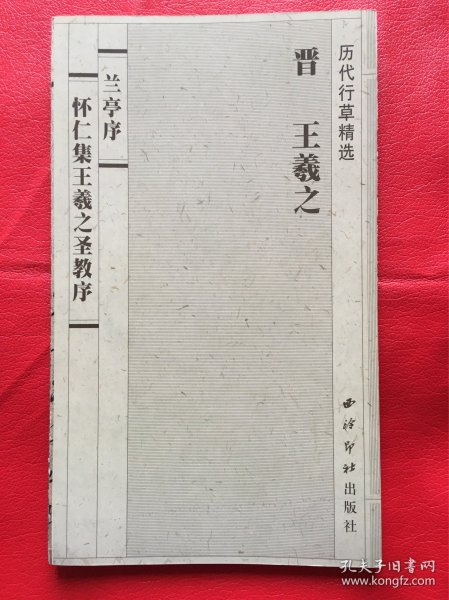 历代行草精选
晋 王羲之
兰亭序
怀仁集王羲之圣教序
西泠印社出版社
孔夫子旧书网
www.kongfz.com